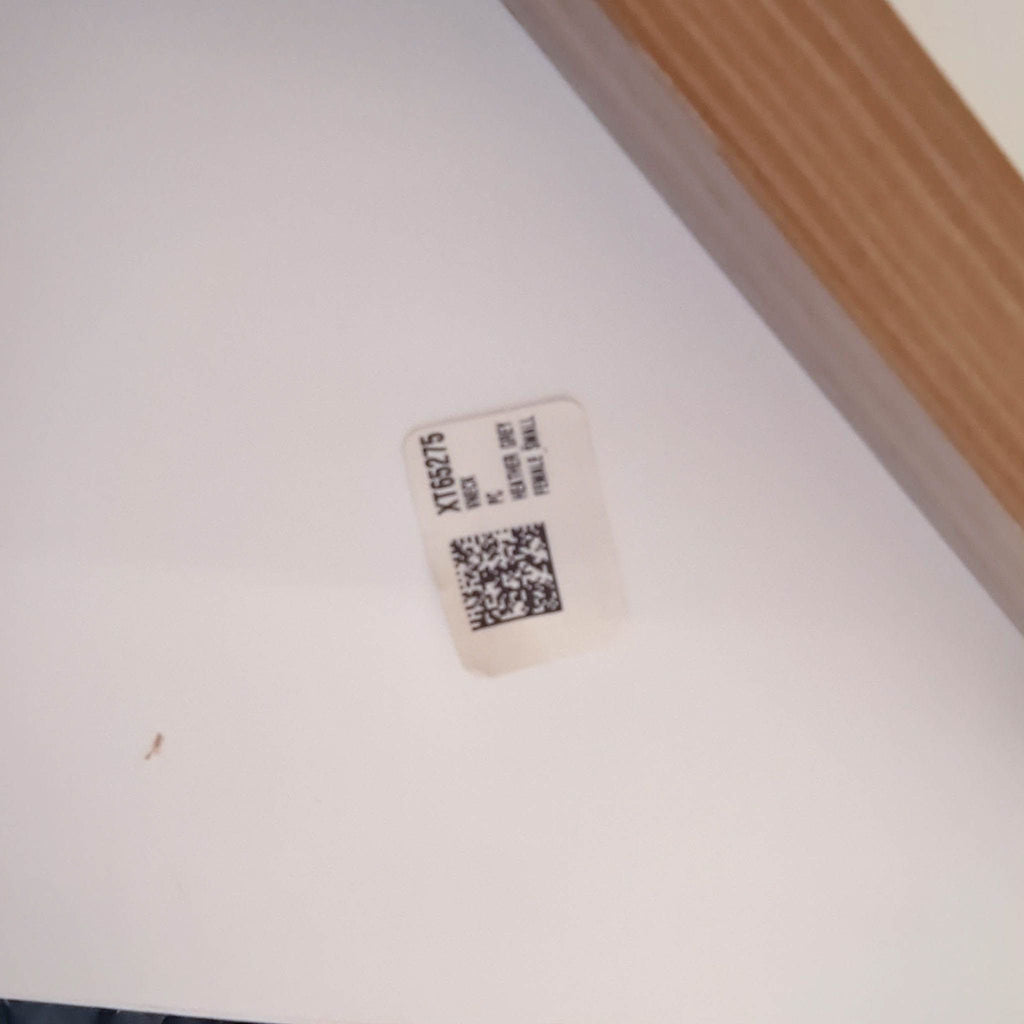 XT65275
VNECK
PC
HEATHER GREY
FEMALE SMALL